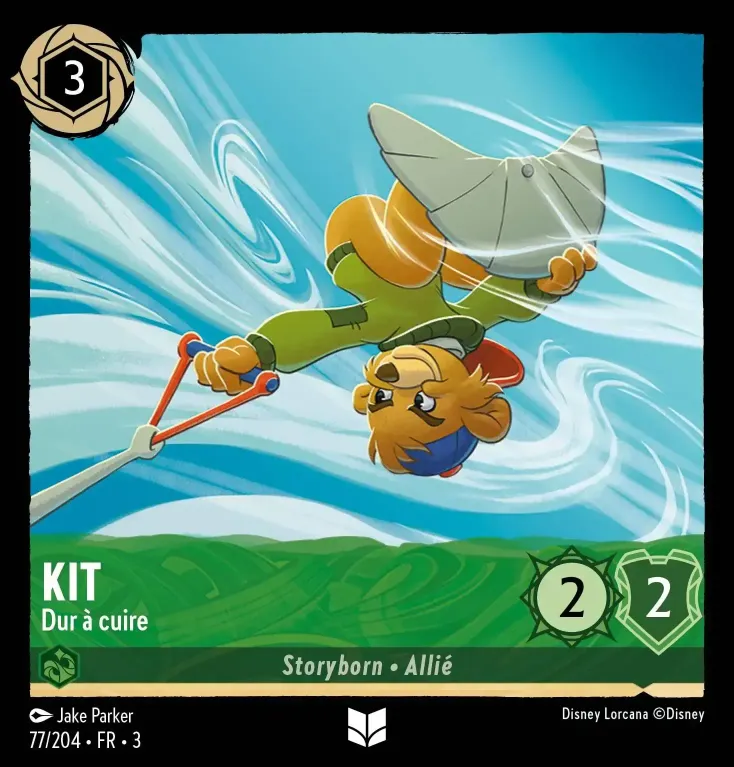 3
KIT
Dur à cuire
2
2
Storyborn • Allié
Jake Parker
Disney Lorcana ©Disney
77/204 • FR • 3